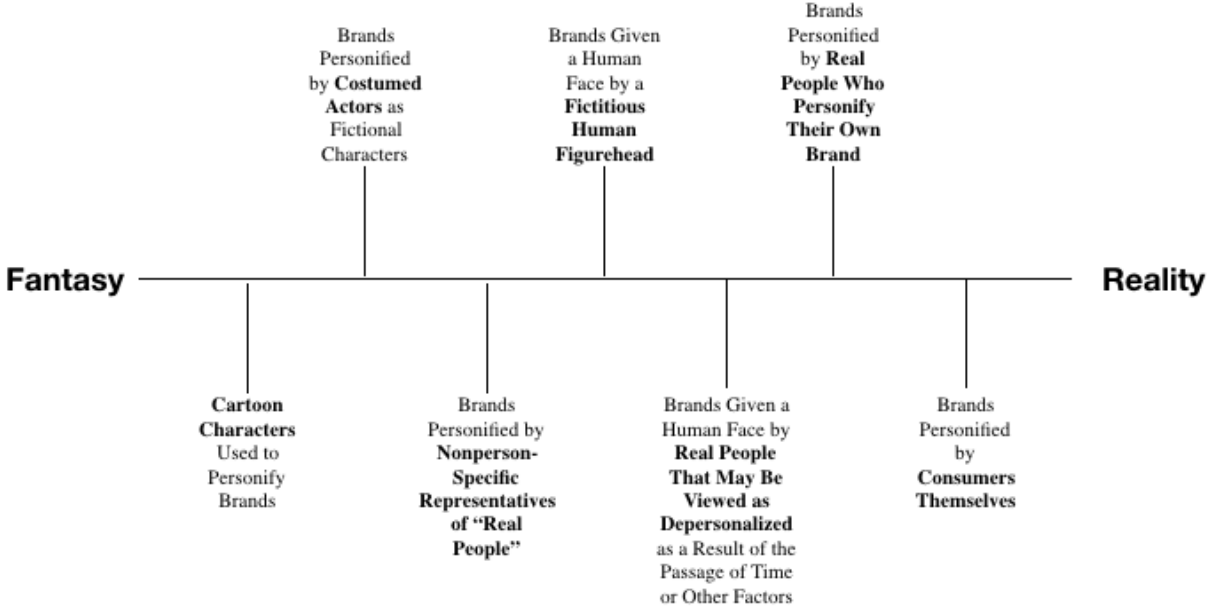 Brands
Personified
by Costumed
Actors as
Fictional
Characters
Brands Given
a Human
Face by a
Fictitious
Human
Figurehead
Brands
Personified
by Real
People Who
Personify
Their Own
Brand
Fantasy
Reality
Cartoon
Characters
Used to
Personify
Brands
Brands
Personified by
Nonperson-
Specific
Representatives
of “Real
People”
Brands Given a
Human Face by
Real People
That May Be
Viewed as
Depersonalized
as a Result of the
Passage of Time
or Other Factors
Brands
Personified
by
Consumers
Themselves